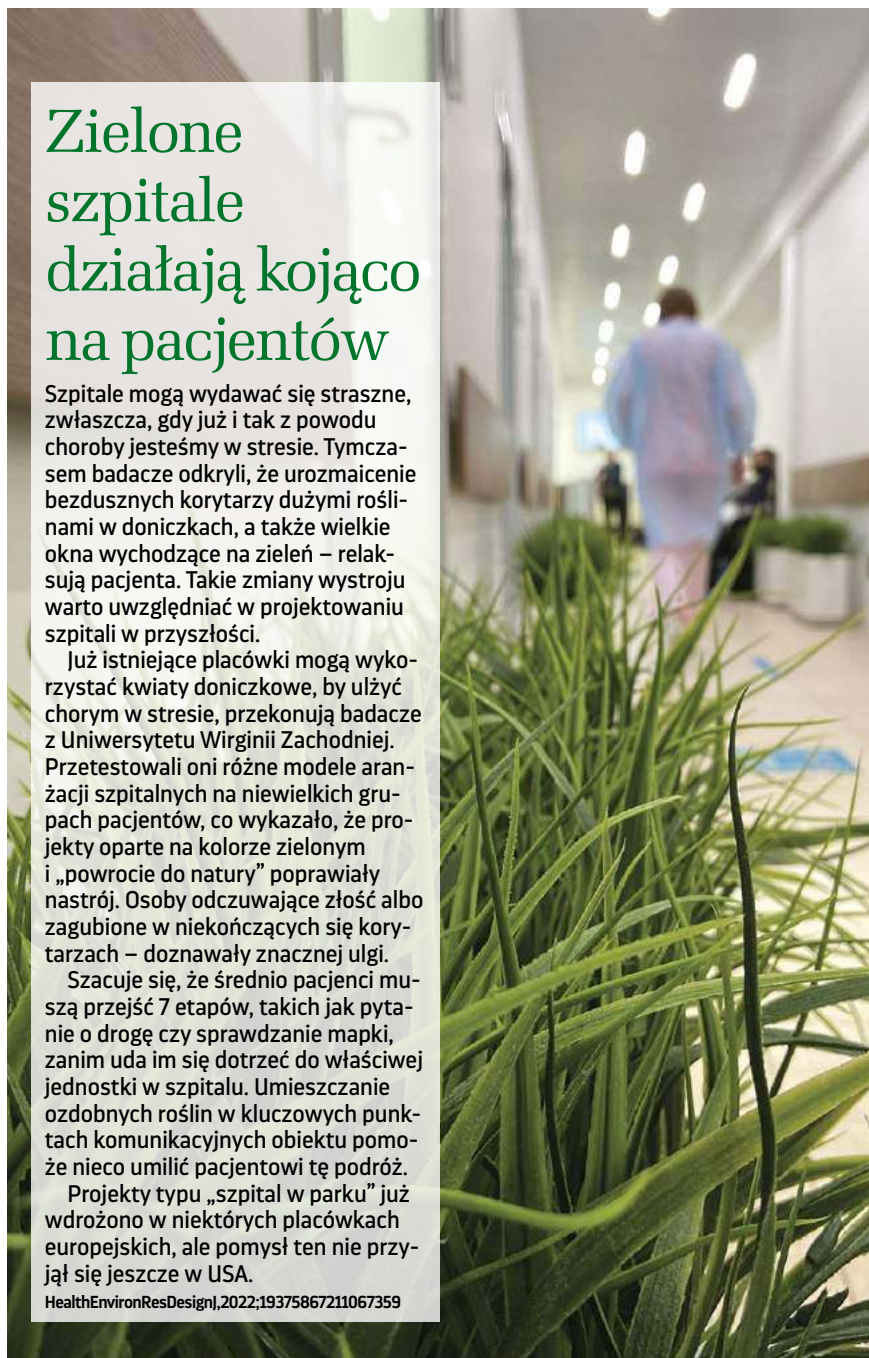 Zielone
szpitale
działają kojąco
na pacjentów
Szpitale mogą wydawać się straszne,
zwłaszcza, gdy już i tak z powodu
choroby jesteśmy w stresie. Tymcza-
sem badacze odkryli, że urozmaicenie
bezdusznych korytarzy dużymi rośli-
nami w doniczkach, a także wielkie
okna wychodzące na zieleń – relak-
sują pacjenta. Takie zmiany wystroju
warto uwzględniać w projektowaniu
szpitali w przyszłości.
Już istniejące placówki mogą wyko-
rzystać kwiaty doniczkowe, by ulżyć
chorym w stresie, przekonują badacze
z Uniwersytetu Wirginii Zachodniej.
Przetestowali oni różne modele aran-
żacji szpitalnych na niewielkich gru-
pach pacjentów, co wykazało, że pro-
jekty oparte na kolorze zielonym
i „powrocie do natury” poprawiały
nastrój. Osoby odczuwające złość albo
zagubione w niekończących się kory-
tarzach – doznawały znacznej ulgi.
Szacuje się, że średnio pacjenci mu-
szą przejść 7 etapów, takich jak pyta-
nie o drogę czy sprawdzanie mapki,
zanim uda im się dotrzeć do właściwej
jednostki w szpitalu. Umieszczanie
ozdobnych roślin w kluczowych punk-
tach komunikacyjnych obiektu pomo-
że nieco umilić pacjentowi tę podróż.
Projekty typu „szpital w parku” już
wdrożono w niektórych placówkach
europejskich, ale pomysł ten nie przy-
jął się jeszcze w USA.
HealthEnvironResDesignJ,2022;19375867211067359